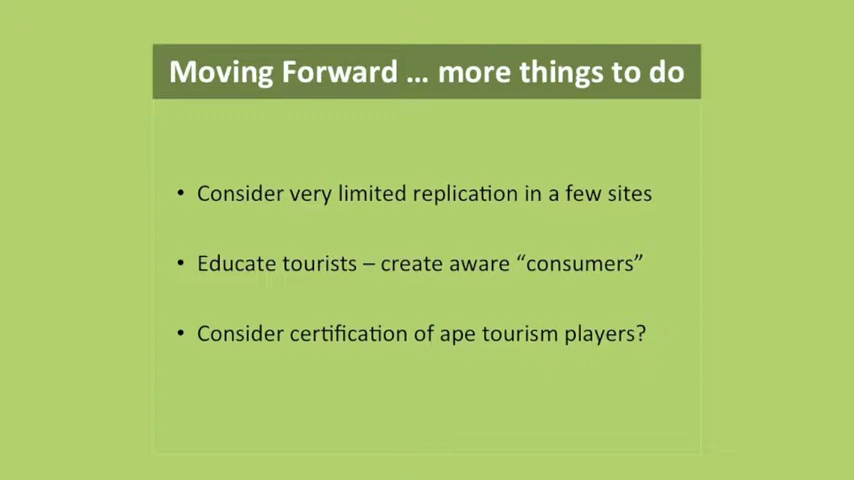 Moving Forward ... more things to do
• Consider very limited replication in a few sites
• Educate tourists – create aware “consumers”
• Consider certification of ape tourism players?